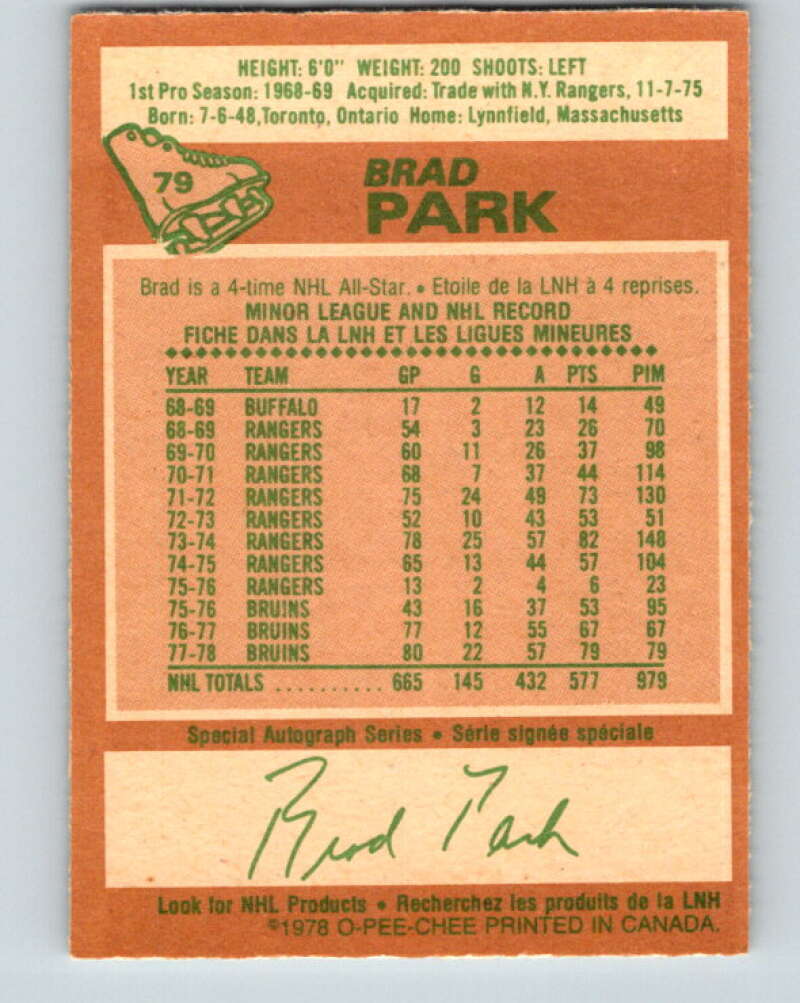 HEIGHT: 6'0" WEIGHT: 200 SHOOTS: LEFT
1st Pro Season: 1968-69 Acquired: Trade with N.Y. Rangers, 11-7-75
Born: 7-6-48, Toronto, Ontario Home: Lynnfield, Massachusetts
79
BRAD
PARK
Brad is a 4-time NHL All-Star. • Etoile de la LNH à 4 reprises.
MINOR LEAGUE AND NHL RECORD
FICHE DANS LA LNH ET LES LIGUES MINEURES
YEAR TEAM GP G A PTS PIM
68-69 BUFFALO 17 2 12 14 49
68-69 RANGERS 54 3 23 26 70
69-70 RANGERS 60 11 26 37 98
70-71 RANGERS 68 7 37 44 114
71-72 RANGERS 75 24 49 73 130
72-73 RANGERS 52 10 43 53 51
73-74 RANGERS 78 25 57 82 148
74-75 RANGERS 65 13 44 57 104
75-76 RANGERS 13 2 4 6 23
75-76 BRUINS 43 16 37 53 95
76-77 BRUINS 77 12 55 67 67
77-78 BRUINS 80 22 57 79 79
NHL TOTALS .......... 665 145 432 577 979
Special Autograph Series • Série signée spéciale
Brad Park
Look for NHL Products • Recherchez les produits de la LNH
©1978 O-PEE-CHEE PRINTED IN CANADA.